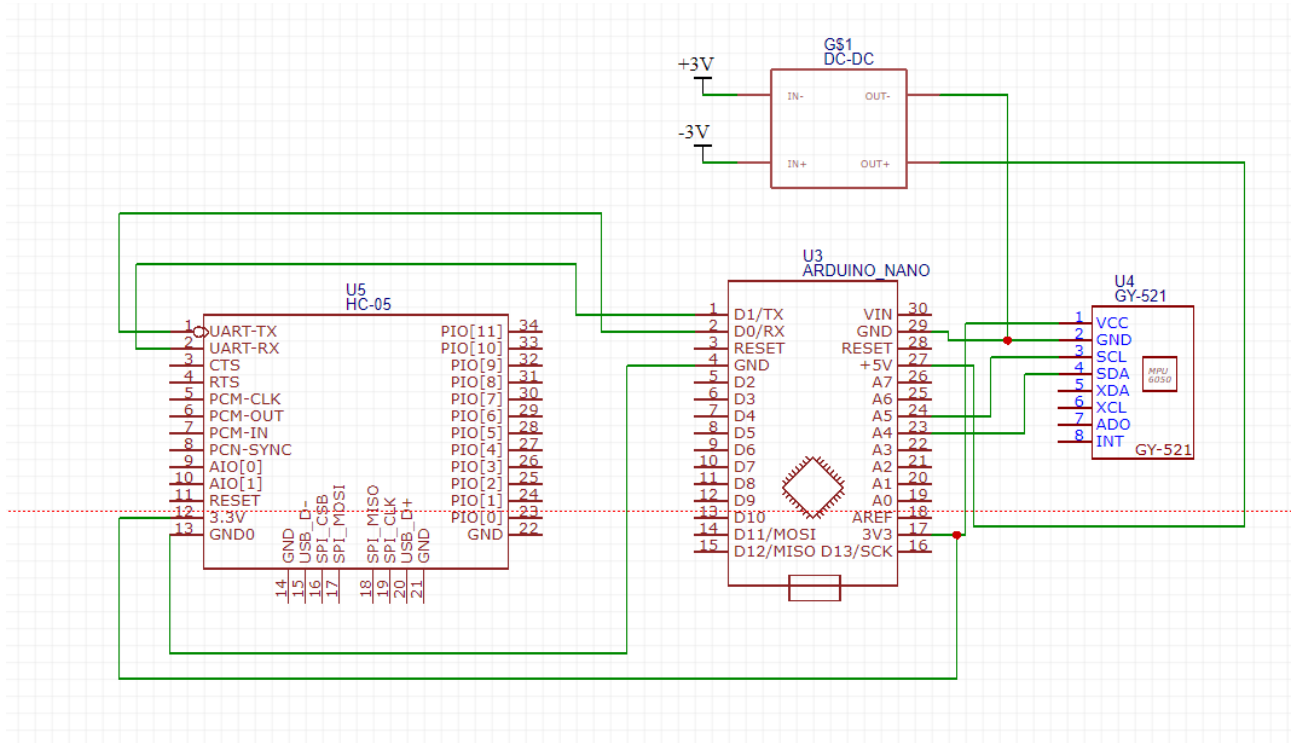 G$1
DC-DC
+3V
IN-
OUT-
-3V
IN+
OUT+
U3
ARDUINO_NANO
U4
GY-521
U5
HC-05
1 UART-TX
2 UART-RX
3 CTS
4 RTS
5 PCM-CLK
6 PCM-OUT
7 PCM-IN
8 PCN-SYNC
9 AIO[0]
10 AIO[1]
11 RESET
12 3.3V
13 GND0
14 GND
15 USB_D-
16 SPI_CSB
17 SPI_MOSI
18 SPI_MISO
19 SPI_CLK
20 USB_D+
21 GND
PIO[11] 34
PIO[10] 33
PIO[9] 32
PIO[8] 31
PIO[7] 30
PIO[6] 29
PIO[5] 28
PIO[4] 27
PIO[3] 26
PIO[2] 25
PIO[1] 24
PIO[0] 23
GND 22
1 D1/TX
2 D0/RX
3 RESET
4 GND
5 D2
6 D3
7 D4
8 D5
9 D6
10 D7
11 D8
12 D9
13 D10
14 D11/MOSI
15 D12/MISO
VIN 30
GND 29
RESET 28
+5V 27
A7 26
A6 25
A5 24
A4 23
A3 22
A2 21
A1 20
A0 19
AREF 18
3V3 17
D13/SCK 16
1 VCC
2 GND
3 SCL
4 SDA
5 XDA
6 XCL
7 ADO
8 INT
MPU
6050
GY-521